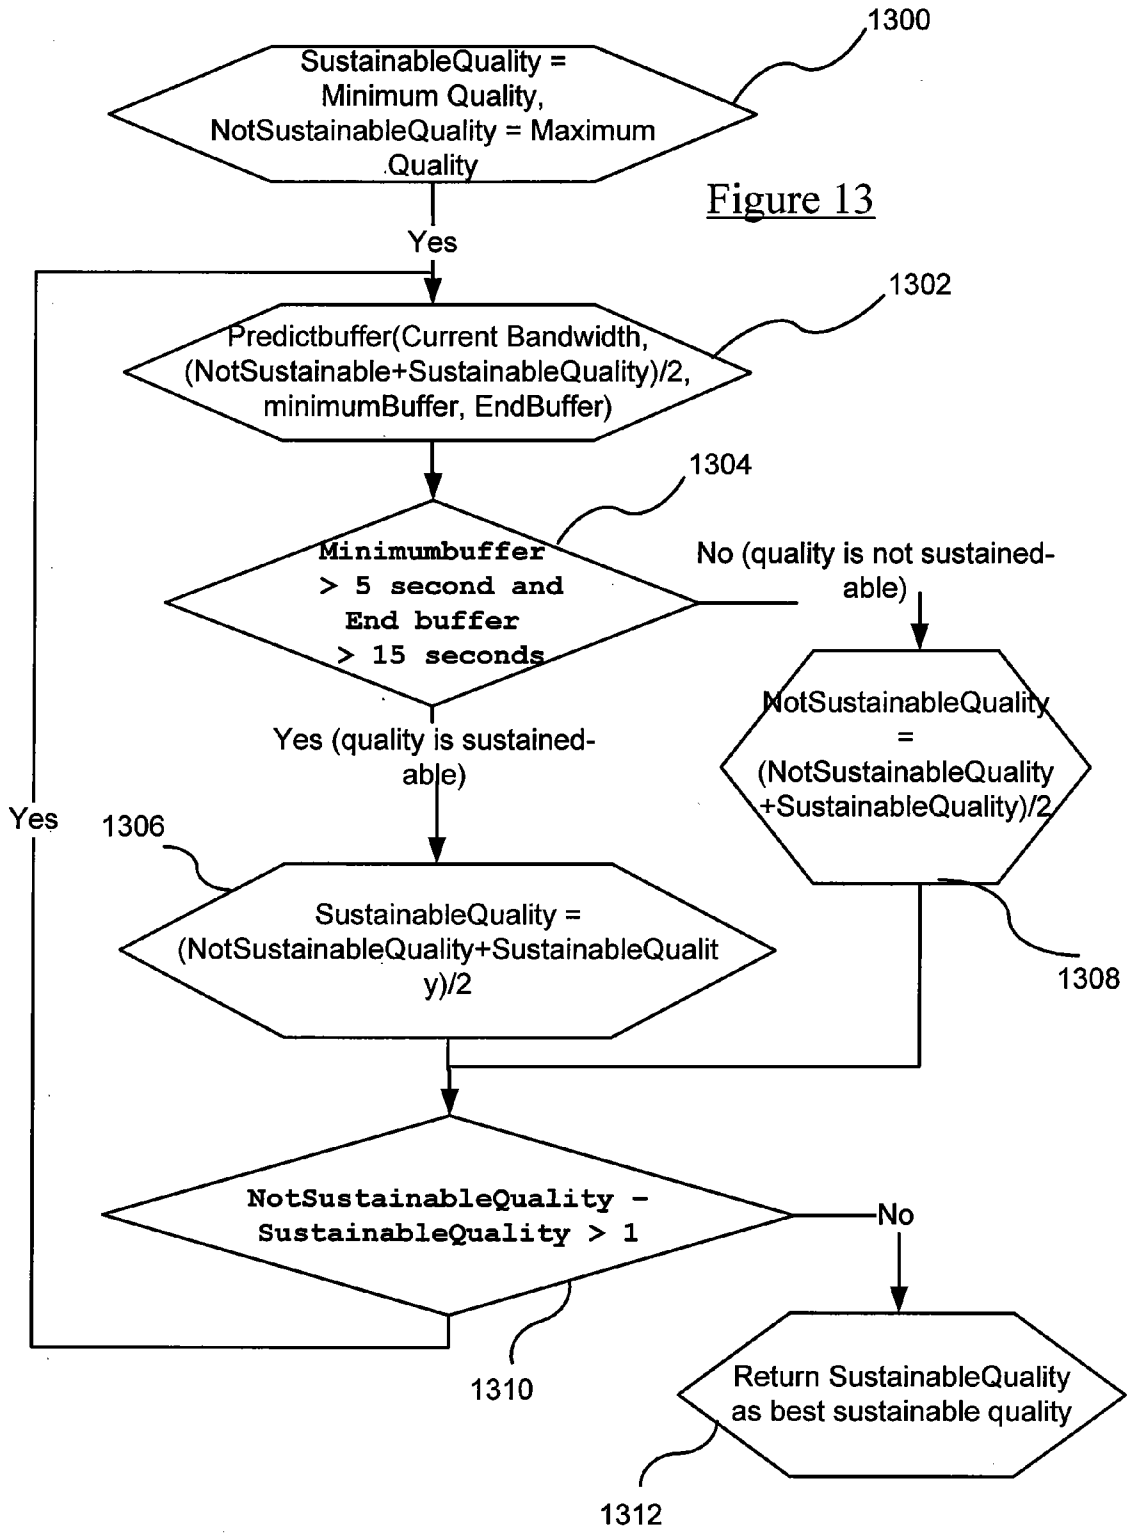 1300
SustainableQuality =
Minimum Quality,
NotSustainableQuality = Maximum
Quality
Figure 13
Yes
1302
Predictbuffer(Current Bandwidth,
(NotSustainable+SustainableQuality)/2,
minimumBuffer, EndBuffer)
1304
Minimumbuffer
> 5 second and
End buffer
> 15 seconds
No (quality is not sustained-
able)
NotSustainableQuality
=
(NotSustainableQuality
+SustainableQuality)/2
Yes (quality is sustained-
able)
Yes
1306
SustainableQuality =
(NotSustainableQuality+SustainableQualit
y)/2
1308
NotSustainableQuality –
SustainableQuality > 1
No
1310
Return SustainableQuality
as best sustainable quality
1312